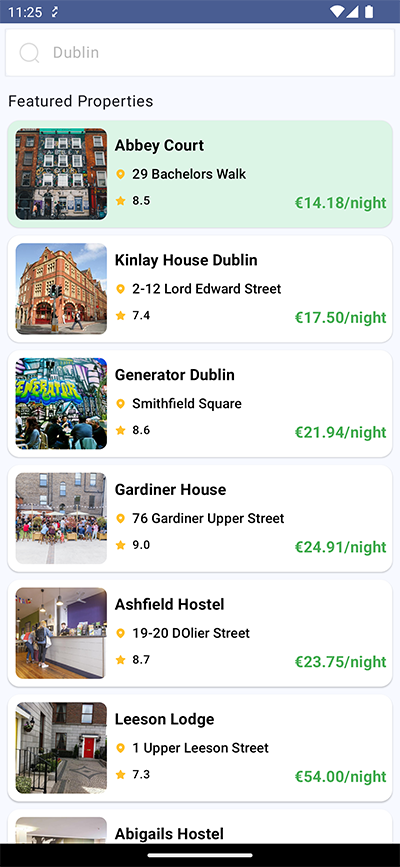 11:25
Dublin
Featured Properties
Abbey Court
29 Bachelors Walk
8.5
€14.18/night
Kinlay House Dublin
2-12 Lord Edward Street
7.4
€17.50/night
GENERATOR
Generator Dublin
Smithfield Square
8.6
€21.94/night
Gardiner House
76 Gardiner Upper Street
9.0
€24.91/night
Ashfield Hostel
19-20 DOlier Street
8.7
€23.75/night
Leeson Lodge
1 Upper Leeson Street
7.3
€54.00/night
Abigails Hostel